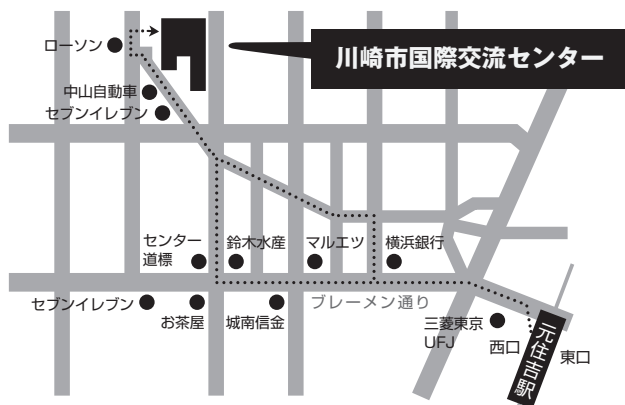 ローソン
川崎市国際交流センター
中山自動車
セブンイレブン
センター
道標
鈴木水産
マルエツ
横浜銀行
セブンイレブン
お茶屋
城南信金
ブレーメン通り
三菱東京
UFJ
西口
元住吉駅
東口